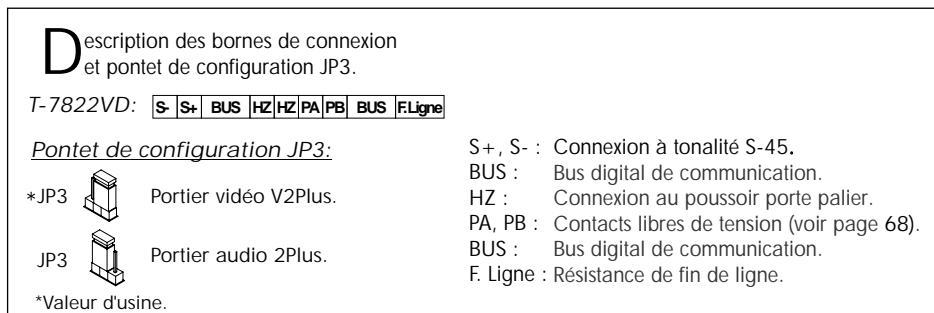 Description des bornes de connexion
et pontet de configuration JP3.
T-7822VD: S- S+ BUS HZ HZ PA PB BUS F.Ligne
Pontet de configuration JP3:
*JP3 Portier vidéo V2Plus.
JP3 Portier audio 2Plus.
*Valeur d'usine.
S+, S- : Connexion à tonalité S-45.
BUS : Bus digital de communication.
HZ : Connexion au poussoir porte palier.
PA, PB : Contacts libres de tension (voir page 68).
BUS : Bus digital de communication.
F. Ligne : Résistance de fin de ligne.